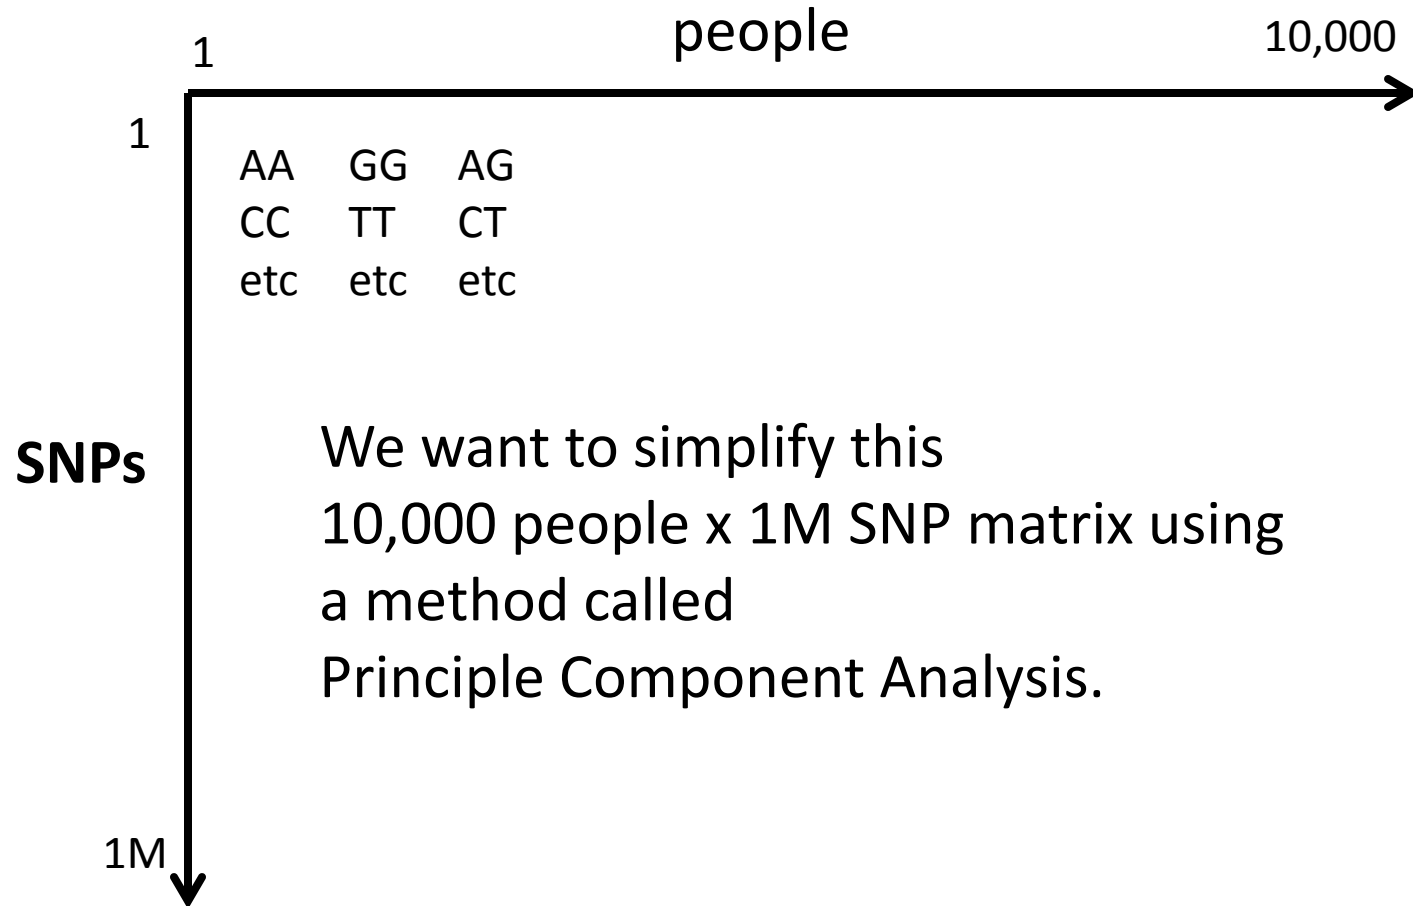 people
1
10,000
1
AA GG AG
CC TT CT
etc etc etc
SNPs
We want to simplify this
10,000 people x 1M SNP matrix using
a method called
Principle Component Analysis.
1M